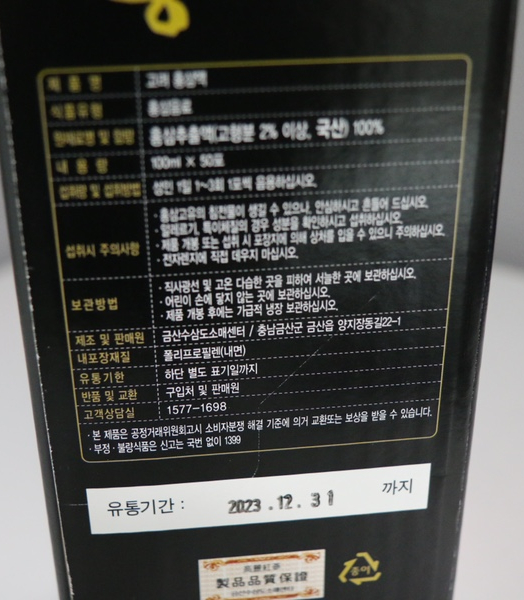 제 품 명 고려 홍삼액
식품유형 홍삼음료
원재료명 및 함량 홍삼추출액(고형분 2% 이상, 국산) 100%
내 용 량 100ml × 50포
섭취량 및 섭취방법 성인 1일 1~3회 1포씩 음용하십시오.
섭취시 주의사항
· 홍삼고유의 침전물이 생길 수 있으나, 안심하시고 흔들어 드십시오.
· 알레르기, 특이체질의 경우 성분을 확인하시고 섭취하십시오.
· 제품 개봉 또는 섭취 시 포장지에 의해 상처를 입을 수 있으니 주의하십시오.
· 전자렌지에 직접 데우지 마십시오.
보관방법
· 직사광선 및 고온 다습한 곳을 피하여 서늘한 곳에 보관하십시오.
어린이 손에 닿지 않는 곳에 보관하십시오.
제품 개봉 후에는 가급적 냉장 보관하십시오.
제조 및 판매원 금산수삼도소매센타 / 충남금산군 금산읍 양지장동길22-1
내포장재질 폴리프로필렌(내면)
유통기한 하단 별도 표기일까지
반품 및 교환 구입처 및 판매원
고객상담실 1577-1698
· 본 제품은 공정거래위원회고시 소비자분쟁 해결 기준에 의거 교환또는 보상을 받을 수 있습니다.
· 부정·불량식품은 신고는 국번 없이 1399
유통기간 : 2023.12.31 까지
製品品質保證
금산수삼도소매센타
종이